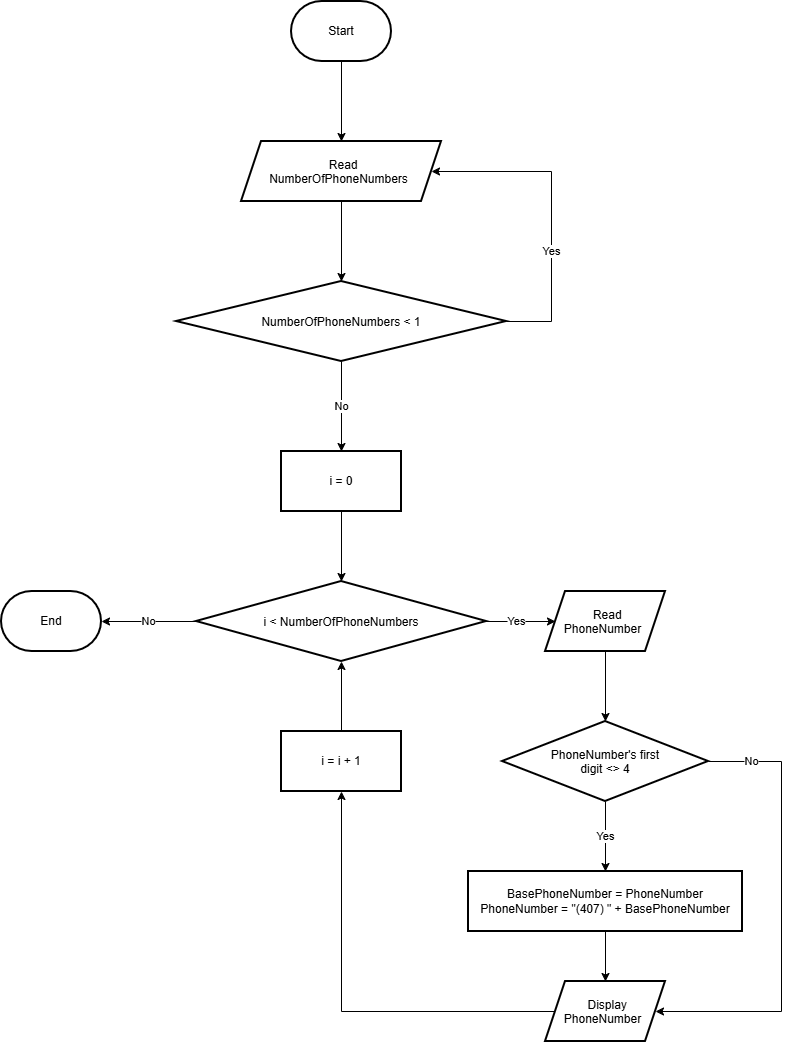 Start
Read
NumberOfPhoneNumbers
Yes
NumberOfPhoneNumbers < 1
No
i = 0
End
No
i < NumberOfPhoneNumbers
Yes
Read
PhoneNumber
i = i + 1
PhoneNumber's first
digit <> 4
No
Yes
BasePhoneNumber = PhoneNumber
PhoneNumber = "(407) " + BasePhoneNumber
Display
PhoneNumber